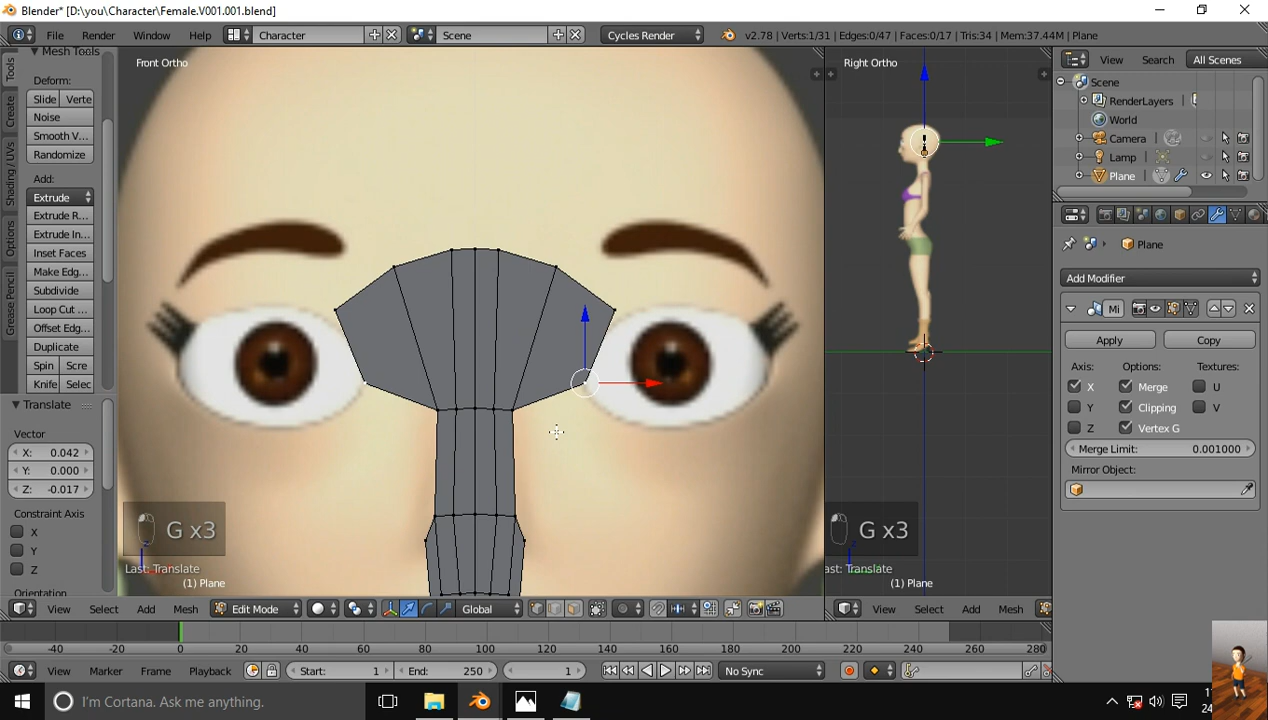 Blender* [D:\you\Character\Female.V001.001.blend]
File Render Window Help Character Scene Cycles Render v2.78 | Verts:1/31 | Edges:0/47 | Faces:0/17 | Tris:34 | Mem:37.44M | Plane
Mesh Tools
Deform:
Slide Verte
Noise
Smooth V...
Randomize
Add:
Extrude
Extrude R...
Extrude In...
Inset Faces
Make Edg...
Subdivide
Loop Cut ...
Offset Edg...
Duplicate
Spin Scre
Knife Selec
Translate
Vector
X: 0.042
Y: 0.000
Z: -0.017
Constraint Axis
X
Y
Z
Orientation
Tools
Create
Shading / UVs
Options
Grease Pencil
Front Ortho
G x3
Last: Translate
(1) Plane
Right Ortho
G x3
ast: Translate
(1) Plane
View Search All Scenes
Scene
RenderLayers
World
Camera
Lamp
Plane
Plane
Add Modifier
Mi
Apply Copy
Axis: Options: Textures:
X Merge U
Y Clipping V
Z Vertex G
Merge Limit: 0.001000
Mirror Object:
View Select Add Mesh Edit Mode Global
View Select Add Mesh
-40 -20 0 20 40 60 80 100 120 140 160 180 200 220 240 260 280
View Marker Frame Playback Start: 1 End: 250 1 No Sync
I'm Cortana. Ask me anything.